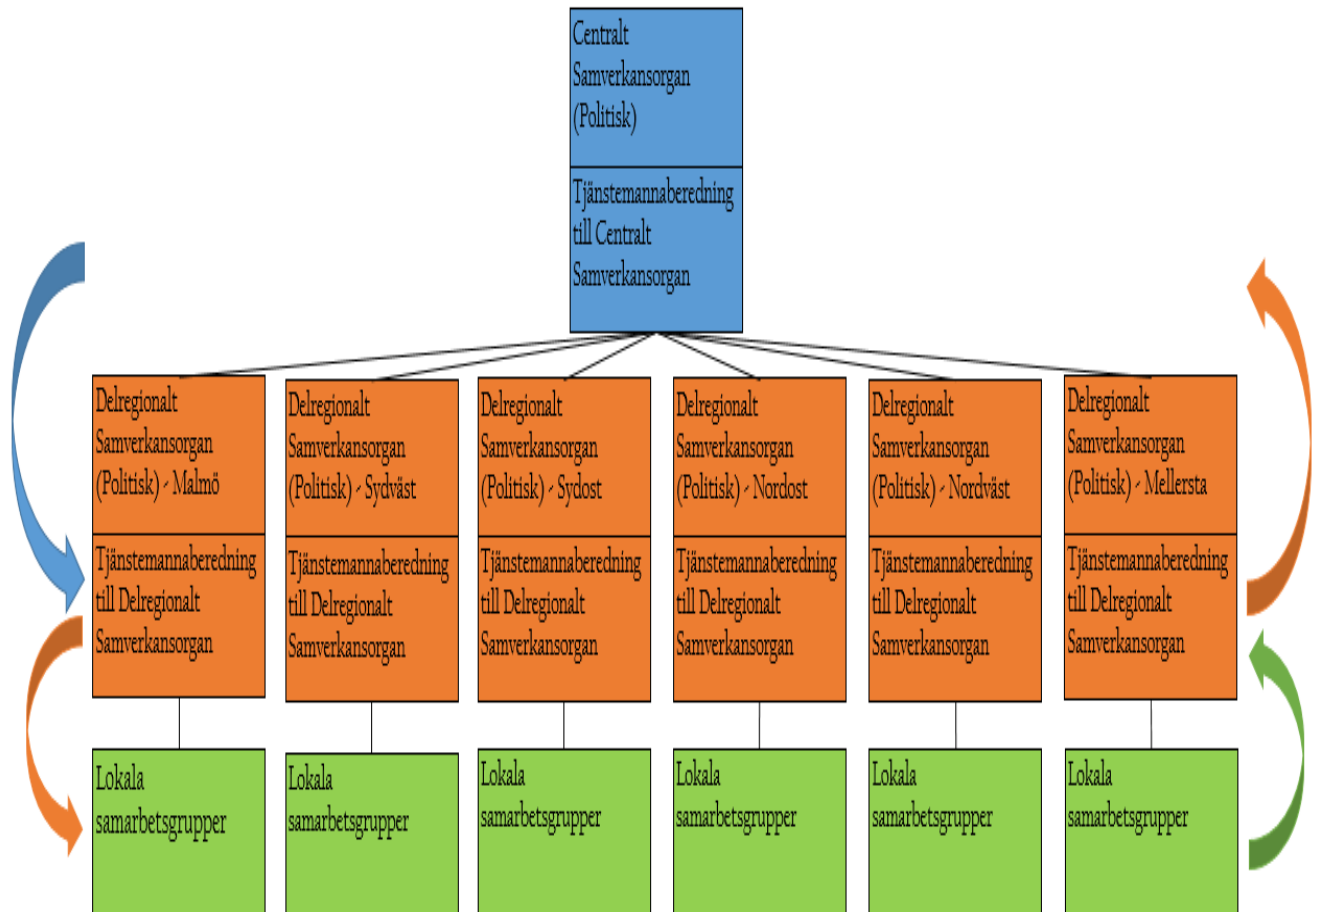 Centralt
Samverkansorgan
(Politisk)
Tjänstemannaberedning
till Centralt
Samverkansorgan
Delregionalt
Samverkansorgan
(Politisk) - Malmö
Tjänstemannaberedning
till Delregionalt
Samverkansorgan
Delregionalt
Samverkansorgan
(Politisk) - Sydväst
Tjänstemannaberedning
till Delregionalt
Samverkansorgan
Delregionalt
Samverkansorgan
(Politisk) - Sydost
Tjänstemannaberedning
till Delregionalt
Samverkansorgan
Delregionalt
Samverkansorgan
(Politisk) - Nordost
Tjänstemannaberedning
till Delregionalt
Samverkansorgan
Delregionalt
Samverkansorgan
(Politisk) - Nordväst
Tjänstemannaberedning
till Delregionalt
Samverkansorgan
Delregionalt
Samverkansorgan
(Politisk) - Mellersta
Tjänstemannaberedning
till Delregionalt
Samverkansorgan
Lokala
samarbetsgrupper
Lokala
samarbetsgrupper
Lokala
samarbetsgrupper
Lokala
samarbetsgrupper
Lokala
samarbetsgrupper
Lokala
samarbetsgrupper